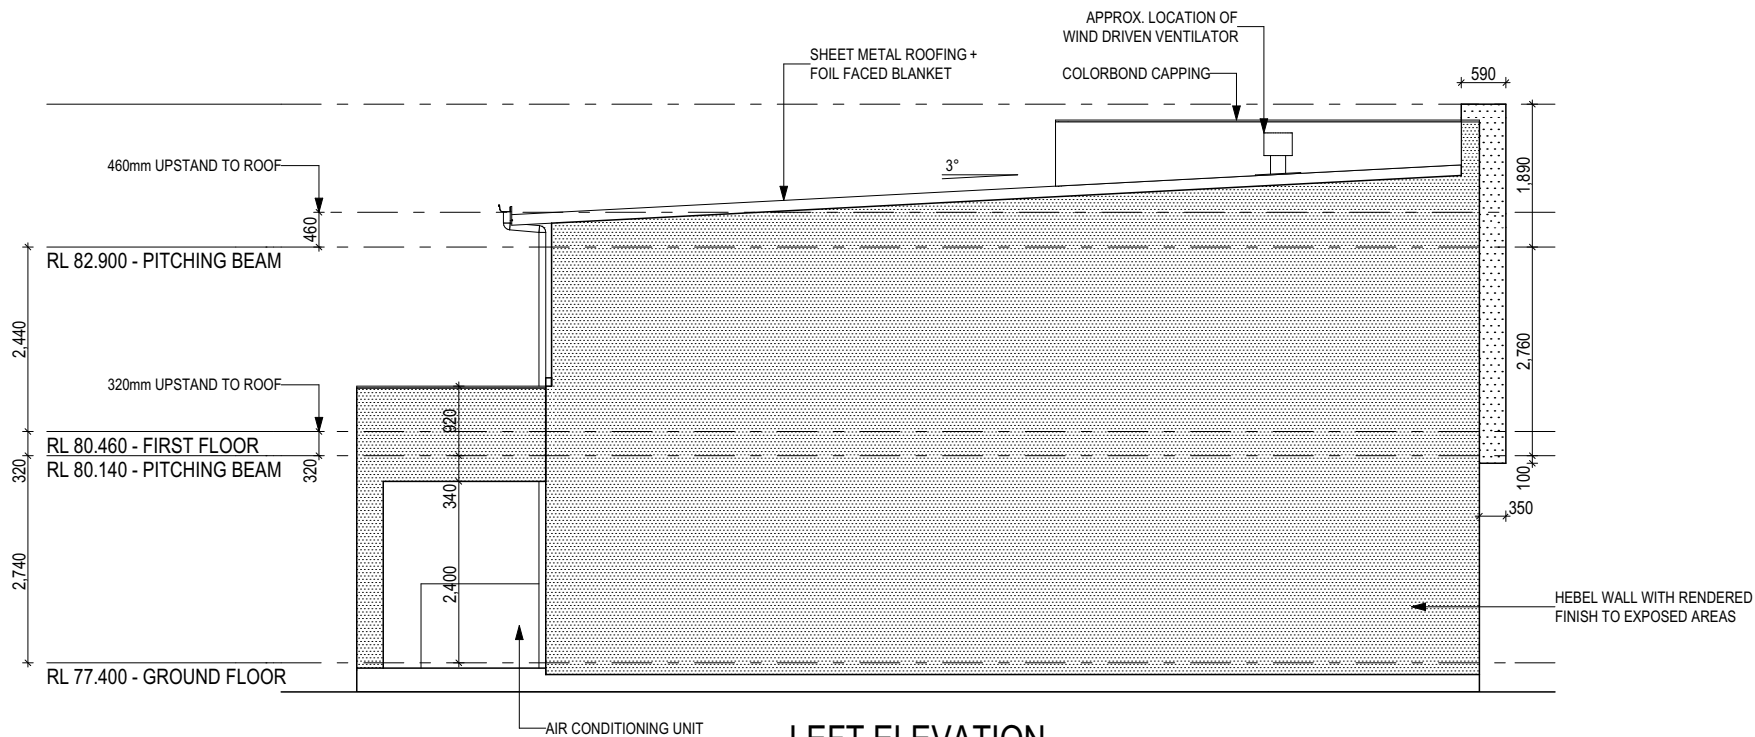 APPROX. LOCATION OF
WIND DRIVEN VENTILATOR
SHEET METAL ROOFING +
FOIL FACED BLANKET
COLORBOND CAPPING
590
460mm UPSTAND TO ROOF
3°
1,890
460
RL 82.900 - PITCHING BEAM
2,440
2,760
320mm UPSTAND TO ROOF
920
RL 80.460 - FIRST FLOOR
320
320
RL 80.140 - PITCHING BEAM
100
340
350
2,740
2,400
HEBEL WALL WITH RENDERED
FINISH TO EXPOSED AREAS
RL 77.400 - GROUND FLOOR
AIR CONDITIONING UNIT
LEFT ELEVATION